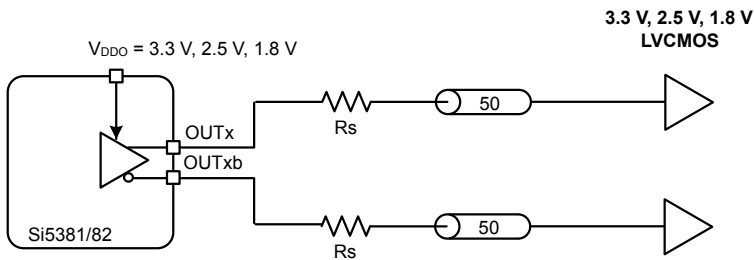 3.3 V, 2.5 V, 1.8 V
LVCMOS
VDDO = 3.3 V, 2.5 V, 1.8 V
OUTx
Rs
50
OUTxb
Rs
50
Si5381/82